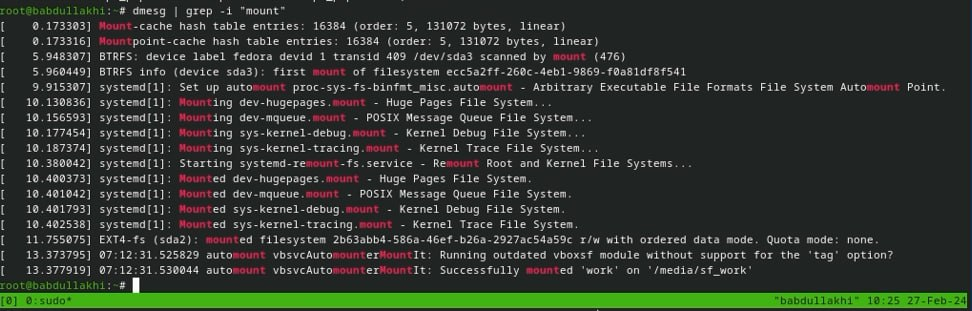 root@babdullakhi:~# dmesg | grep -i "mount"
[    0.173303] Mount-cache hash table entries: 16384 (order: 5, 131072 bytes, linear)
[    0.173316] Mountpoint-cache hash table entries: 16384 (order: 5, 131072 bytes, linear)
[    5.948307] BTRFS: device label fedora devid 1 transid 409 /dev/sda3 scanned by mount (476)
[    5.960449] BTRFS info (device sda3): first mount of filesystem ecc5a2ff-260c-4eb1-9869-f0a81df8f541
[    9.915307] systemd[1]: Set up automount proc-sys-fs-binfmt_misc.automount - Arbitrary Executable File Formats File System Automount Point.
[   10.130836] systemd[1]: Mounting dev-hugepages.mount - Huge Pages File System...
[   10.156593] systemd[1]: Mounting dev-mqueue.mount - POSIX Message Queue File System...
[   10.177454] systemd[1]: Mounting sys-kernel-debug.mount - Kernel Debug File System...
[   10.187374] systemd[1]: Mounting sys-kernel-tracing.mount - Kernel Trace File System...
[   10.380042] systemd[1]: Starting systemd-remount-fs.service - Remount Root and Kernel File Systems...
[   10.400373] systemd[1]: Mounted dev-hugepages.mount - Huge Pages File System.
[   10.401042] systemd[1]: Mounted dev-mqueue.mount - POSIX Message Queue File System.
[   10.401793] systemd[1]: Mounted sys-kernel-debug.mount - Kernel Debug File System.
[   10.402538] systemd[1]: Mounted sys-kernel-tracing.mount - Kernel Trace File System.
[   11.755075] EXT4-fs (sda2): mounted filesystem 2b63abb4-586a-46ef-b26a-2927ac54a59c r/w with ordered data mode. Quota mode: none.
[   13.373795] 07:12:31.525829 automount vbsvcAutomounterMountIt: Running outdated vboxsf module without support for the 'tag' option?
[   13.377919] 07:12:31.530044 automount vbsvcAutomounterMountIt: Successfully mounted 'work' on '/media/sf_work'
root@babdullakhi:~#
[0] 0:sudo* "babdullakhi" 10:25 27-Feb-24